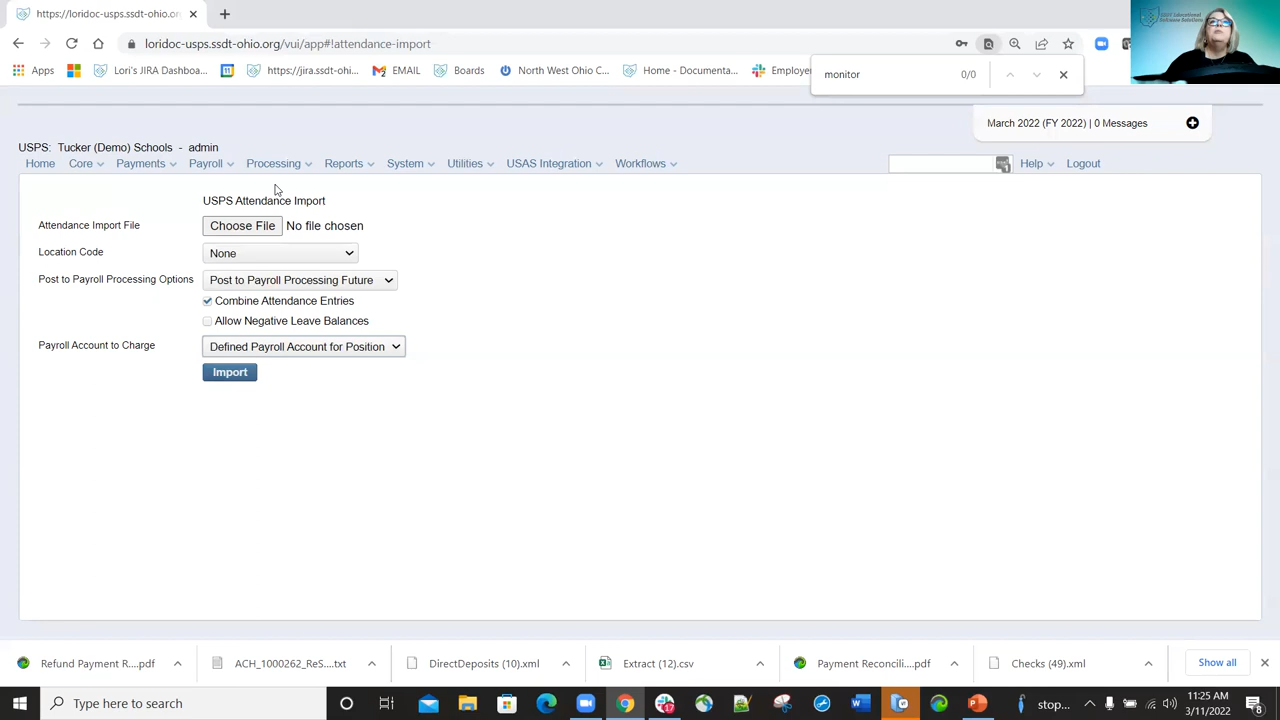 https://loridoc-usps.ssdt-ohio.org
loridoc-usps.ssdt-ohio.org/vui/app#!attendance-import
Apps Lori's JIRA Dashboa... https://jira.ssdt-ohi... EMAIL Boards North West Ohio C... Home - Documenta... Employe
monitor 0/0
March 2022 (FY 2022) | 0 Messages
USPS: Tucker (Demo) Schools - admin
Home Core Payments Payroll Processing Reports System Utilities USAS Integration Workflows Help Logout
USPS Attendance Import
Attendance Import File Choose File No file chosen
Location Code None
Post to Payroll Processing Options Post to Payroll Processing Future
Combine Attendance Entries
Allow Negative Leave Balances
Payroll Account to Charge Defined Payroll Account for Position
Import
Refund Payment R....pdf ACH_1000262_ReS....txt DirectDeposits (10).xml Extract (12).csv Payment Reconcili....pdf Checks (49).xml Show all
Type here to search
stop...
11:25 AM
3/11/2022
8